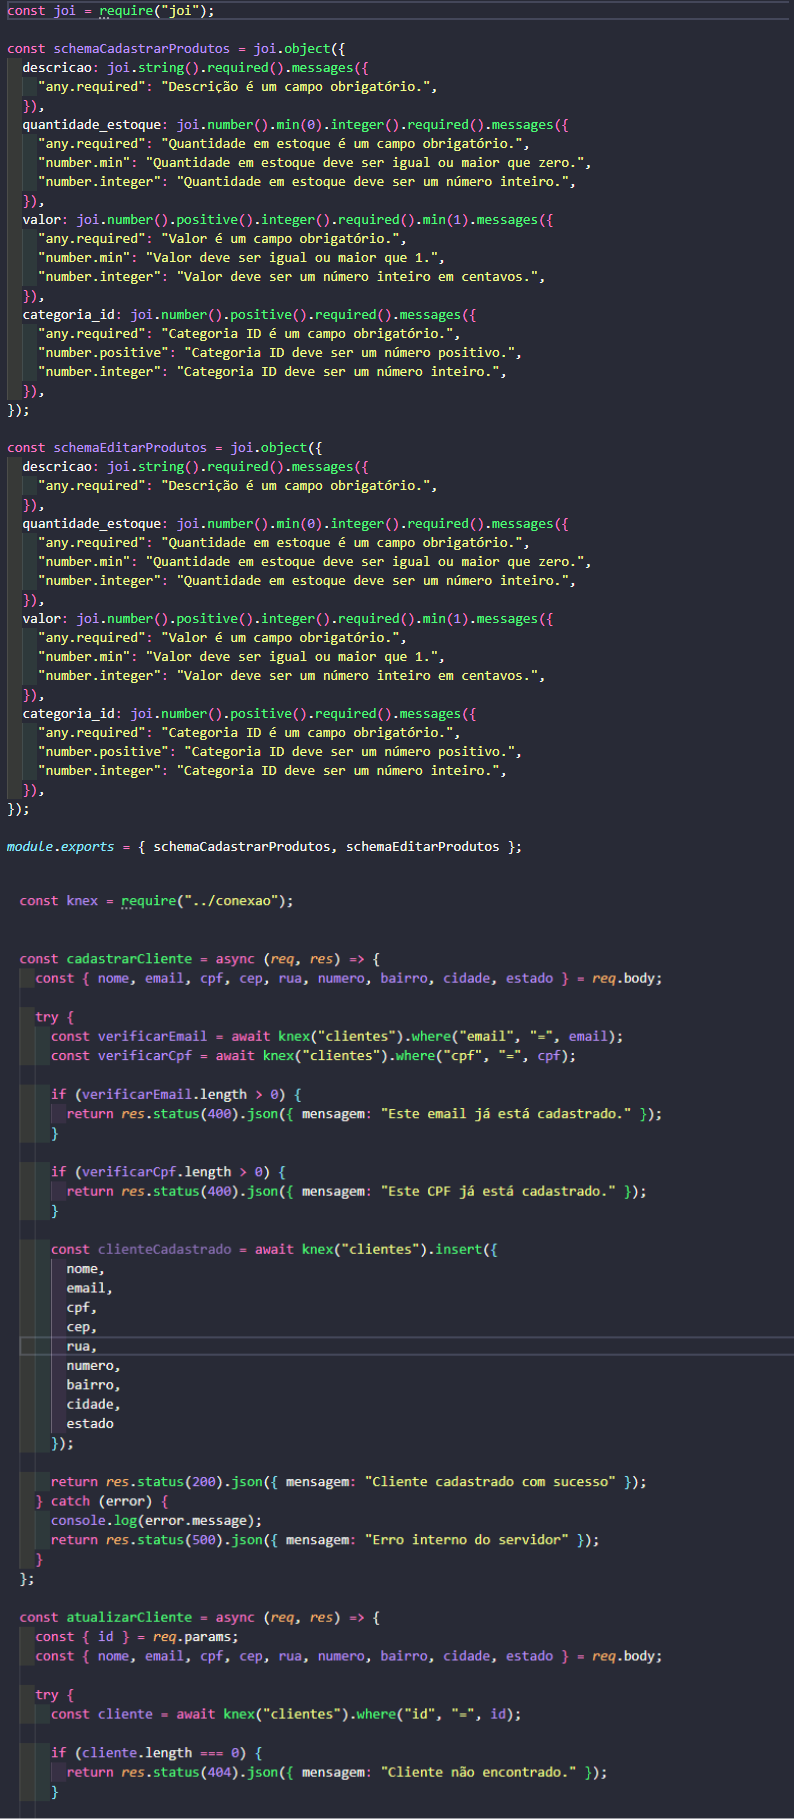 const joi = require("joi");
const schemaCadastrarProdutos = joi.object({
descricao: joi.string().required().messages({
"any.required": "Descrição é um campo obrigatório.",
}),
quantidade_estoque: joi.number().min(0).integer().required().messages({
"any.required": "Quantidade em estoque é um campo obrigatório.",
"number.min": "Quantidade em estoque deve ser igual ou maior que zero.",
"number.integer": "Quantidade em estoque deve ser um número inteiro.",
}),
valor: joi.number().positive().integer().required().min(1).messages({
"any.required": "Valor é um campo obrigatório.",
"number.min": "Valor deve ser igual ou maior que 1.",
"number.integer": "Valor deve ser um número inteiro em centavos.",
}),
categoria_id: joi.number().positive().required().messages({
"any.required": "Categoria ID é um campo obrigatório.",
"number.positive": "Categoria ID deve ser um número positivo.",
"number.integer": "Categoria ID deve ser um número inteiro.",
}),
});
const schemaEditarProdutos = joi.object({
descricao: joi.string().required().messages({
"any.required": "Descrição é um campo obrigatório.",
}),
quantidade_estoque: joi.number().min(0).integer().required().messages({
"any.required": "Quantidade em estoque é um campo obrigatório.",
"number.min": "Quantidade em estoque deve ser igual ou maior que zero.",
"number.integer": "Quantidade em estoque deve ser um número inteiro.",
}),
valor: joi.number().positive().integer().required().min(1).messages({
"any.required": "Valor é um campo obrigatório.",
"number.min": "Valor deve ser igual ou maior que 1.",
"number.integer": "Valor deve ser um número inteiro em centavos.",
}),
categoria_id: joi.number().positive().required().messages({
"any.required": "Categoria ID é um campo obrigatório.",
"number.positive": "Categoria ID deve ser um número positivo.",
"number.integer": "Categoria ID deve ser um número inteiro.",
}),
});
module.exports = { schemaCadastrarProdutos, schemaEditarProdutos };
const knex = require("../conexao");
const cadastrarCliente = async (req, res) => {
const { nome, email, cpf, cep, rua, numero, bairro, cidade, estado } = req.body;
try {
const verificarEmail = await knex("clientes").where("email", "=", email);
const verificarCpf = await knex("clientes").where("cpf", "=", cpf);
if (verificarEmail.length > 0) {
return res.status(400).json({ mensagem: "Este email já está cadastrado." });
}
if (verificarCpf.length > 0) {
return res.status(400).json({ mensagem: "Este CPF já está cadastrado." });
}
const clienteCadastrado = await knex("clientes").insert({
nome,
email,
cpf,
cep,
rua,
numero,
bairro,
cidade,
estado
});
return res.status(200).json({ mensagem: "Cliente cadastrado com sucesso" });
} catch (error) {
console.log(error.message);
return res.status(500).json({ mensagem: "Erro interno do servidor" });
}
};
const atualizarCliente = async (req, res) => {
const { id } = req.params;
const { nome, email, cpf, cep, rua, numero, bairro, cidade, estado } = req.body;
try {
const cliente = await knex("clientes").where("id", "=", id);
if (cliente.length === 0) {
return res.status(404).json({ mensagem: "Cliente não encontrado." });
}